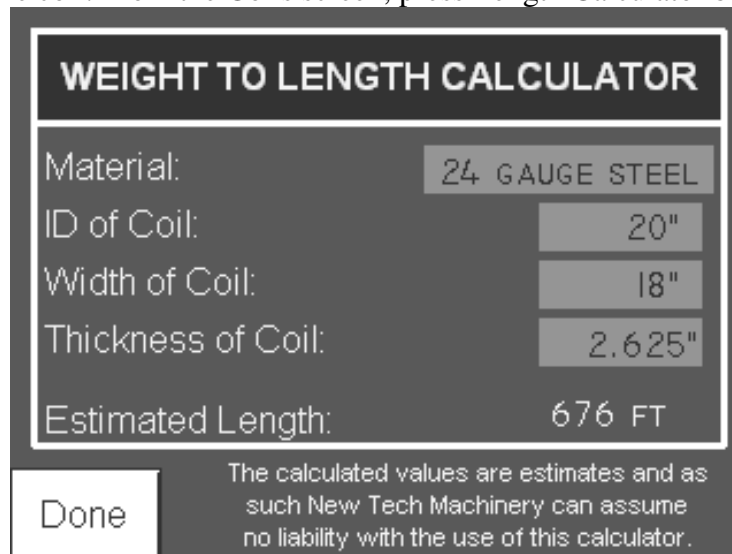 WEIGHT TO LENGTH CALCULATOR
Material: 24 GAUGE STEEL
ID of Coil: 20"
Width of Coil: 18"
Thickness of Coil: 2.625"
Estimated Length: 676 FT
Done
The calculated values are estimates and as
such New Tech Machinery can assume
no liability with the use of this calculator.